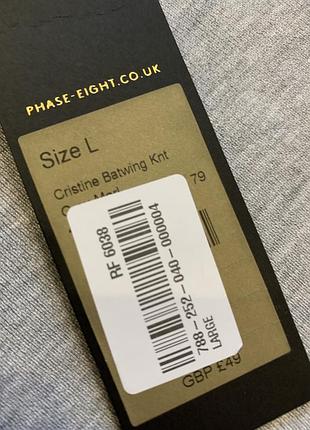 PHASE-EIGHT.CO.UK
Size L
Cristine Batwing Knt
79
RF 6038
788-252-040-000004
LARGE
GBP £49